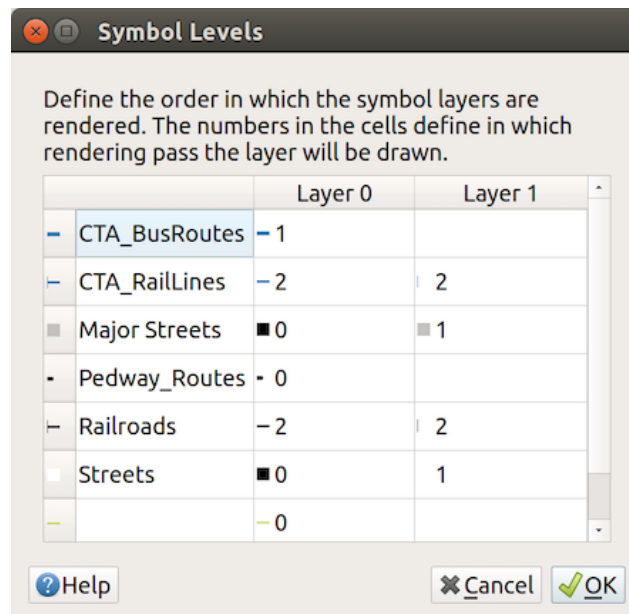 Symbol Levels
Define the order in which the symbol layers are
rendered. The numbers in the cells define in which
rendering pass the layer will be drawn.
Layer 0 Layer 1
CTA_BusRoutes 1
CTA_RailLines 2 2
Major Streets 0 1
Pedway_Routes 0
Railroads 2 2
Streets 0 1
0
Help Cancel OK